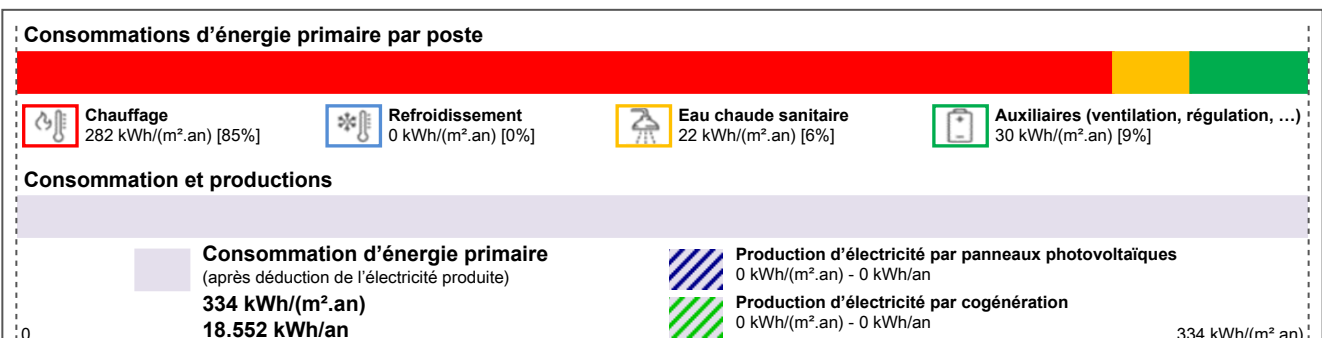 Consommations d'énergie primaire par poste
Chauffage
282 kWh/(m².an) [85%]
Refroidissement
0 kWh/(m².an) [0%]
Eau chaude sanitaire
22 kWh/(m².an) [6%]
Auxiliaires (ventilation, régulation, …)
30 kWh/(m².an) [9%]
Consommation et productions
Consommation d'énergie primaire
(après déduction de l'électricité produite)
334 kWh/(m².an)
18.552 kWh/an
Production d'électricité par panneaux photovoltaïques
0 kWh/(m².an) - 0 kWh/an
Production d'électricité par cogénération
0 kWh/(m².an) - 0 kWh/an
0
334 kWh/(m².an)